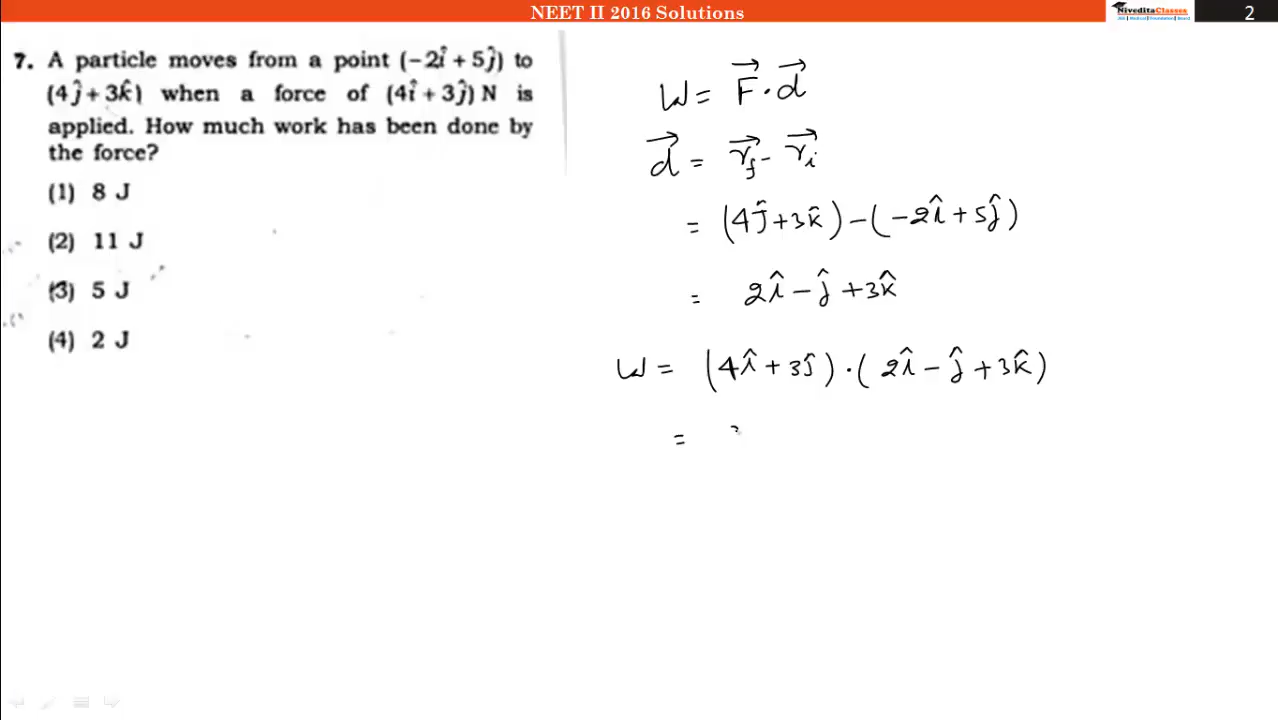 NEET II 2016 Solutions
NiveditaClasses
2
7. A particle moves from a point (−2î + 5ĵ) to
(4ĵ + 3k̂) when a force of (4î + 3ĵ) N is
applied. How much work has been done by
the force?
(1) 8 J
(2) 11 J
(3) 5 J
(4) 2 J
W = F⃗ · d⃗
d⃗ = r⃗f − r⃗i
= (4ĵ + 3k̂) − (−2î + 5ĵ)
= 2î − ĵ + 3k̂
W = (4î + 3ĵ) · (2î − ĵ + 3k̂)
=